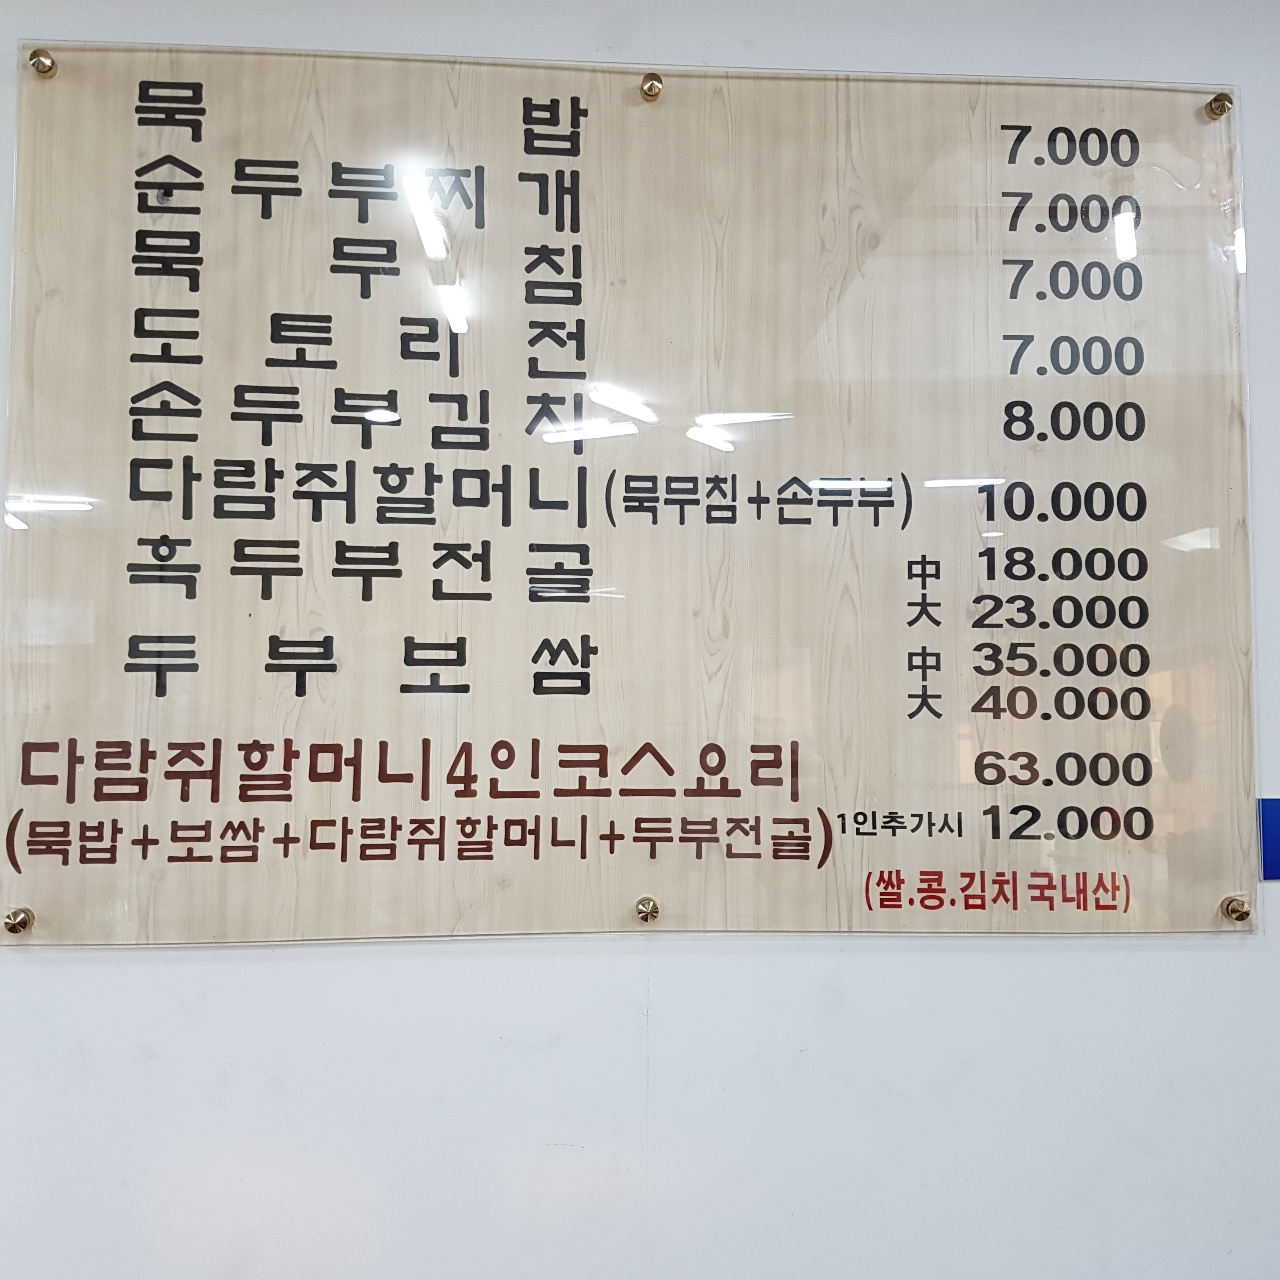 묵 밥 7.000
순두부찌개 7.000
묵 무 침 7.000
도 토 리 전 7.000
손두부김치 8.000
다람쥐할머니(묵무침+손두부) 10.000
흑두부전골 中 18.000
大 23.000
두 부 보 쌈 中 35.000
大 40.000
다람쥐할머니4인코스요리 63.000
(묵밥+보쌈+다람쥐할머니+두부전골) 1인추가시 12.000
(쌀.콩.김치 국내산)